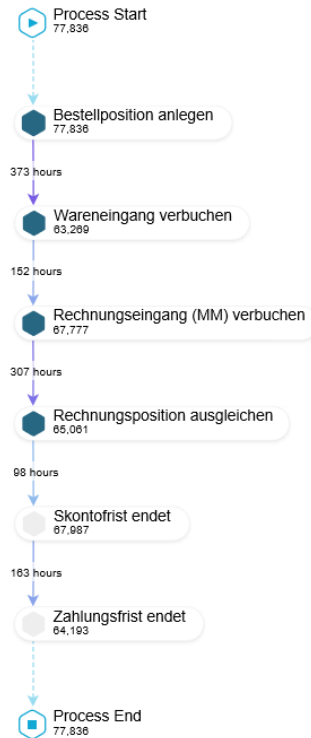 Process Start
77,836
Bestellposition anlegen
77,836
373 hours
Wareneingang verbuchen
63,269
152 hours
Rechnungseingang (MM) verbuchen
67,777
307 hours
Rechnungsposition ausgleichen
65,061
98 hours
Skontofrist endet
67,987
163 hours
Zahlungsfrist endet
64,193
Process End
77,836